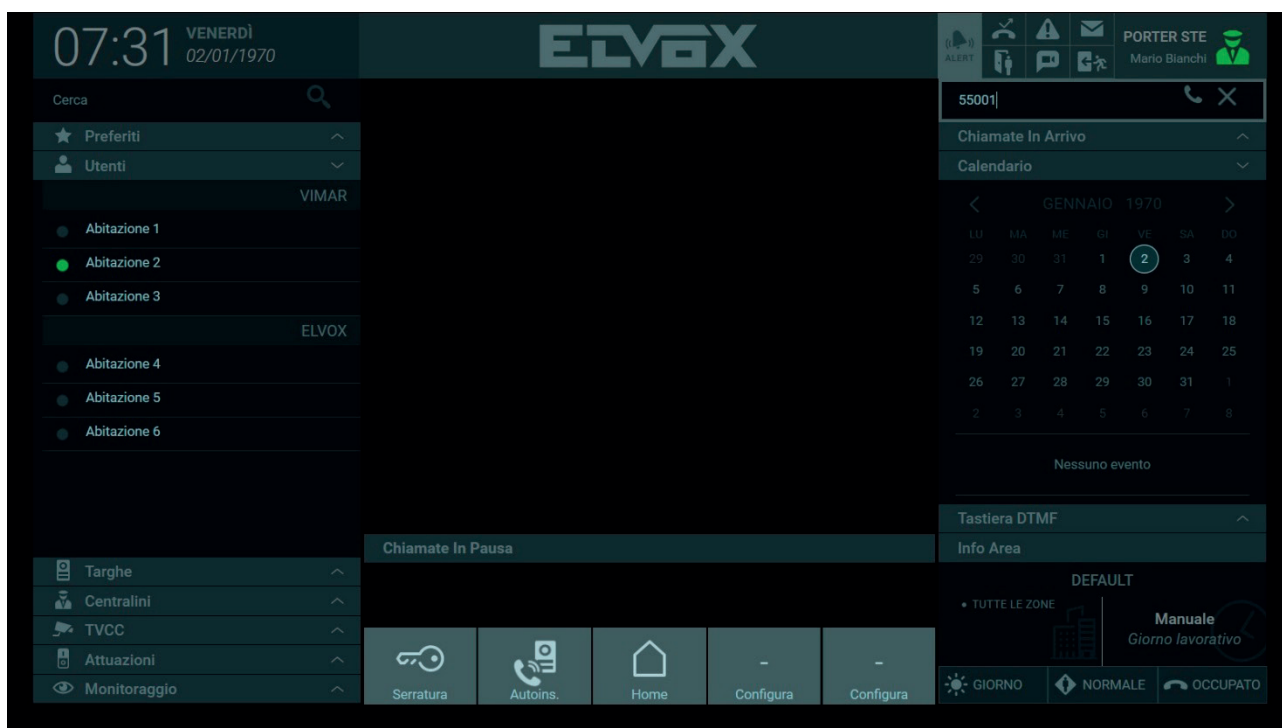 07:31
VENERDÌ
02/01/1970
ELVOX
ALERT
PORTER STE
Mario Bianchi
Cerca
55001
Preferiti
Utenti
VIMAR
Abitazione 1
Abitazione 2
Abitazione 3
ELVOX
Abitazione 4
Abitazione 5
Abitazione 6
Targhe
Centralini
TVCC
Attuazioni
Monitoraggio
Chiamate In Pausa
Serratura
Autoins.
Home
-
Configura
-
Configura
Chiamate In Arrivo
Calendario
GENNAIO 1970
LU MA ME GI VE SA DO
29 30 31 1 2 3 4
5 6 7 8 9 10 11
12 13 14 15 16 17 18
19 20 21 22 23 24 25
26 27 28 29 30 31 1
2 3 4 5 6 7 8
Nessuno evento
Tastiera DTMF
Info Area
DEFAULT
• TUTTE LE ZONE
Manuale
Giorno lavorativo
GIORNO
NORMALE
OCCUPATO